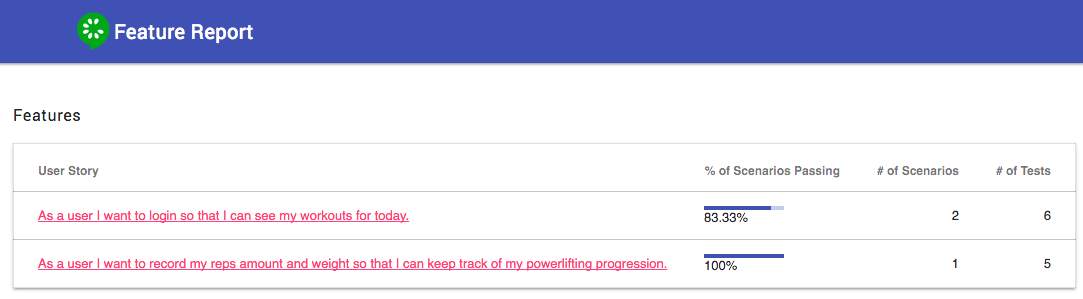 Feature Report
Features
User Story % of Scenarios Passing # of Scenarios # of Tests
As a user I want to login so that I can see my workouts for today. 83.33% 2 6
As a user I want to record my reps amount and weight so that I can keep track of my powerlifting progression. 100% 1 5